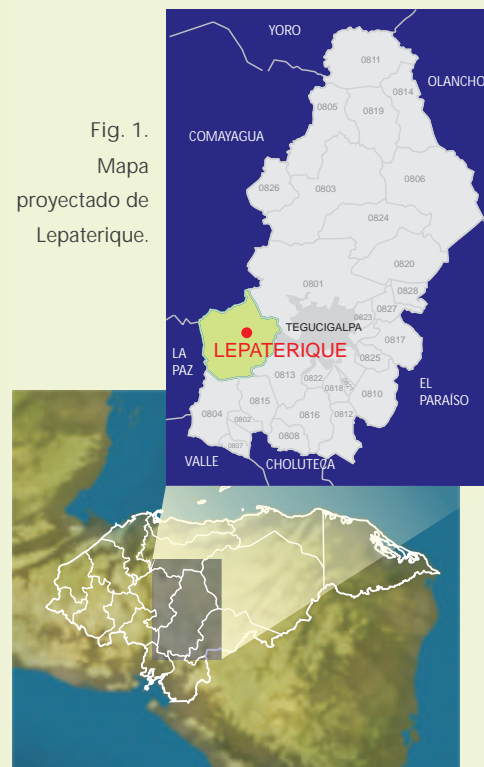 Fig. 1.
Mapa
proyectado de
Lepaterique.
YORO
0811
OLANCHO
0814
0805
0819
COMAYAGUA
0826
0803
0806
0824
0820
0801
0828
0827
0823
TEGUCIGALPA
0817
LEPATERIQUE
LA
PAZ
0825
0813
0822
0818
EL
PARAÍSO
0810
0804
0815
0802
0816
0812
0808
0807
VALLE
CHOLUTECA